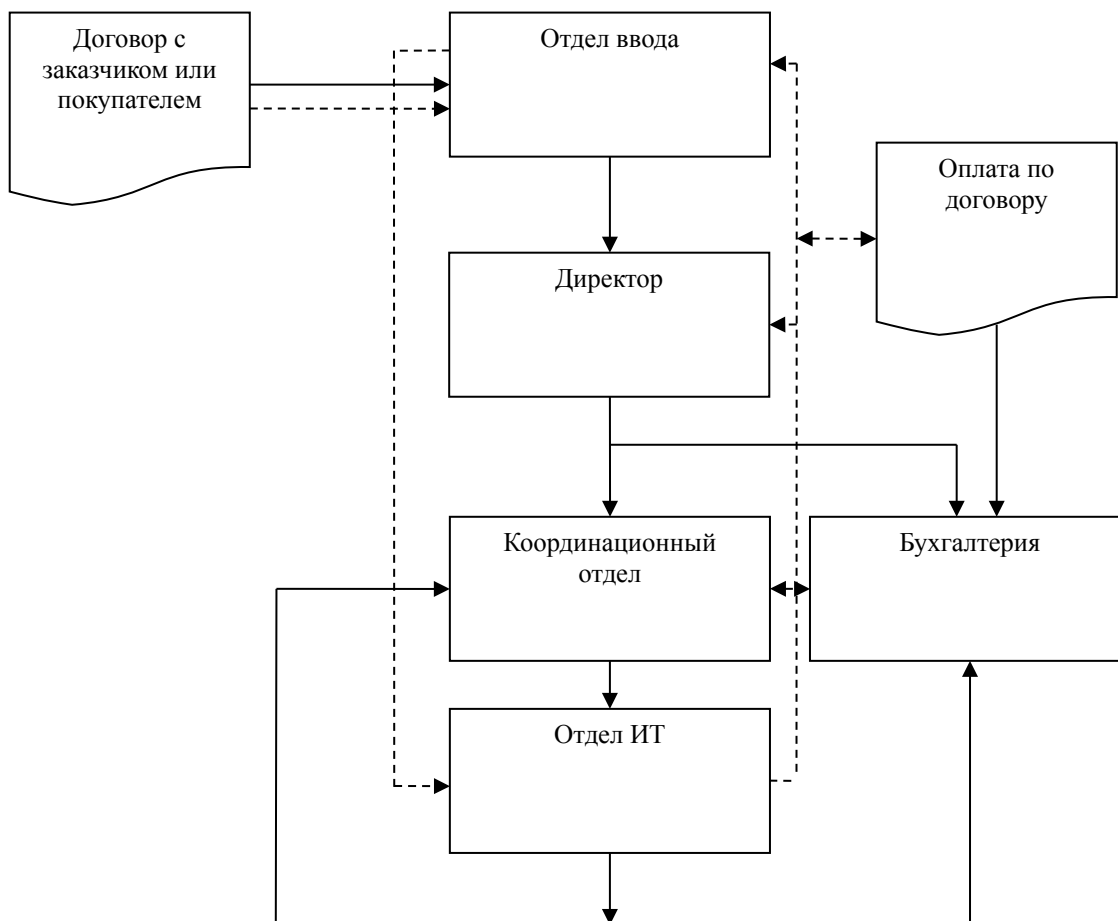 Договор с
заказчиком или
покупателем
Отдел ввода
Оплата по
договору
Директор
Координационный
отдел
Бухгалтерия
Отдел ИТ